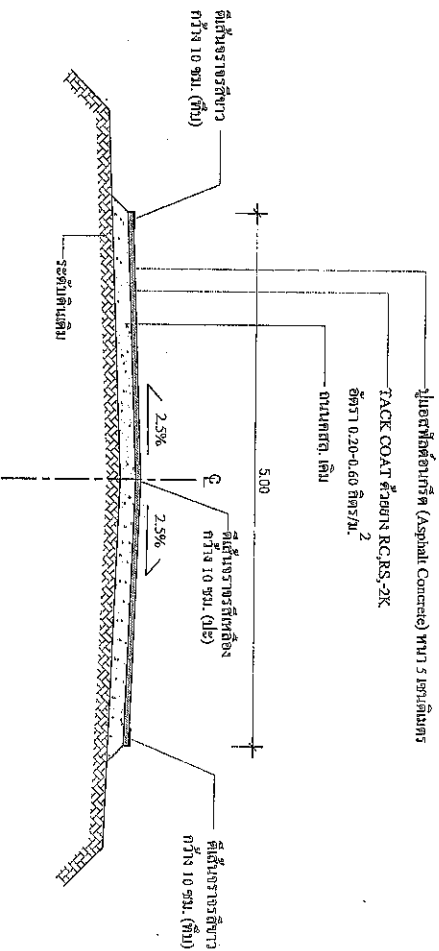 ปูแอสฟัลต์คอนกรีต (Asphalt Concrete) หนา 5 เซนติเมตร
TACK COAT ด้วยยาง RC,RS,-2K
อัตรา 0.20-0.60 ลิตร/ม.2
ถนนคสล. เดิม
5.00
ตีเส้นจราจรสีขาว
กว้าง 10 ซม. (ทึบ)
2.5%
2.5%
ตีเส้นจราจรสีเหลือง
กว้าง 10 ซม. (ปะ)
ตีเส้นจราจรสีขาว
กว้าง 10 ซม. (ทึบ)
ระดับดินเดิม